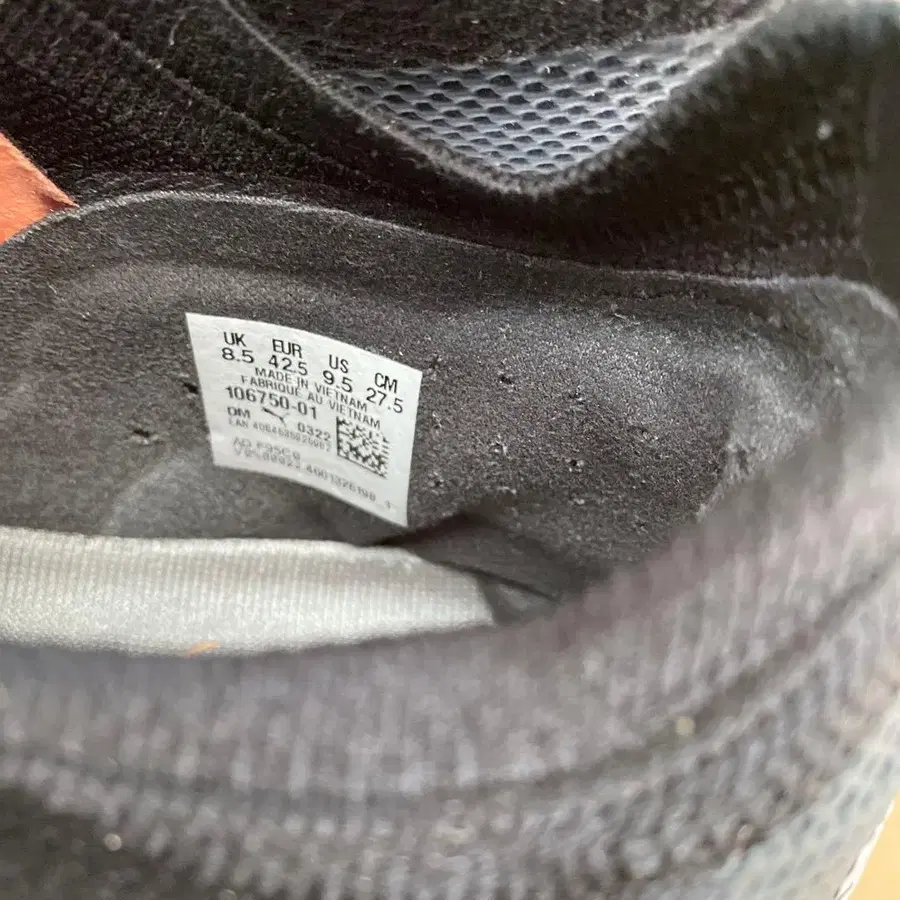 UK EUR US CM
8.5 42.5 9.5 27.5
MADE IN VIETNAM
FABRIQUE AU VIETNAM
106750-01
DM 0322
EAN